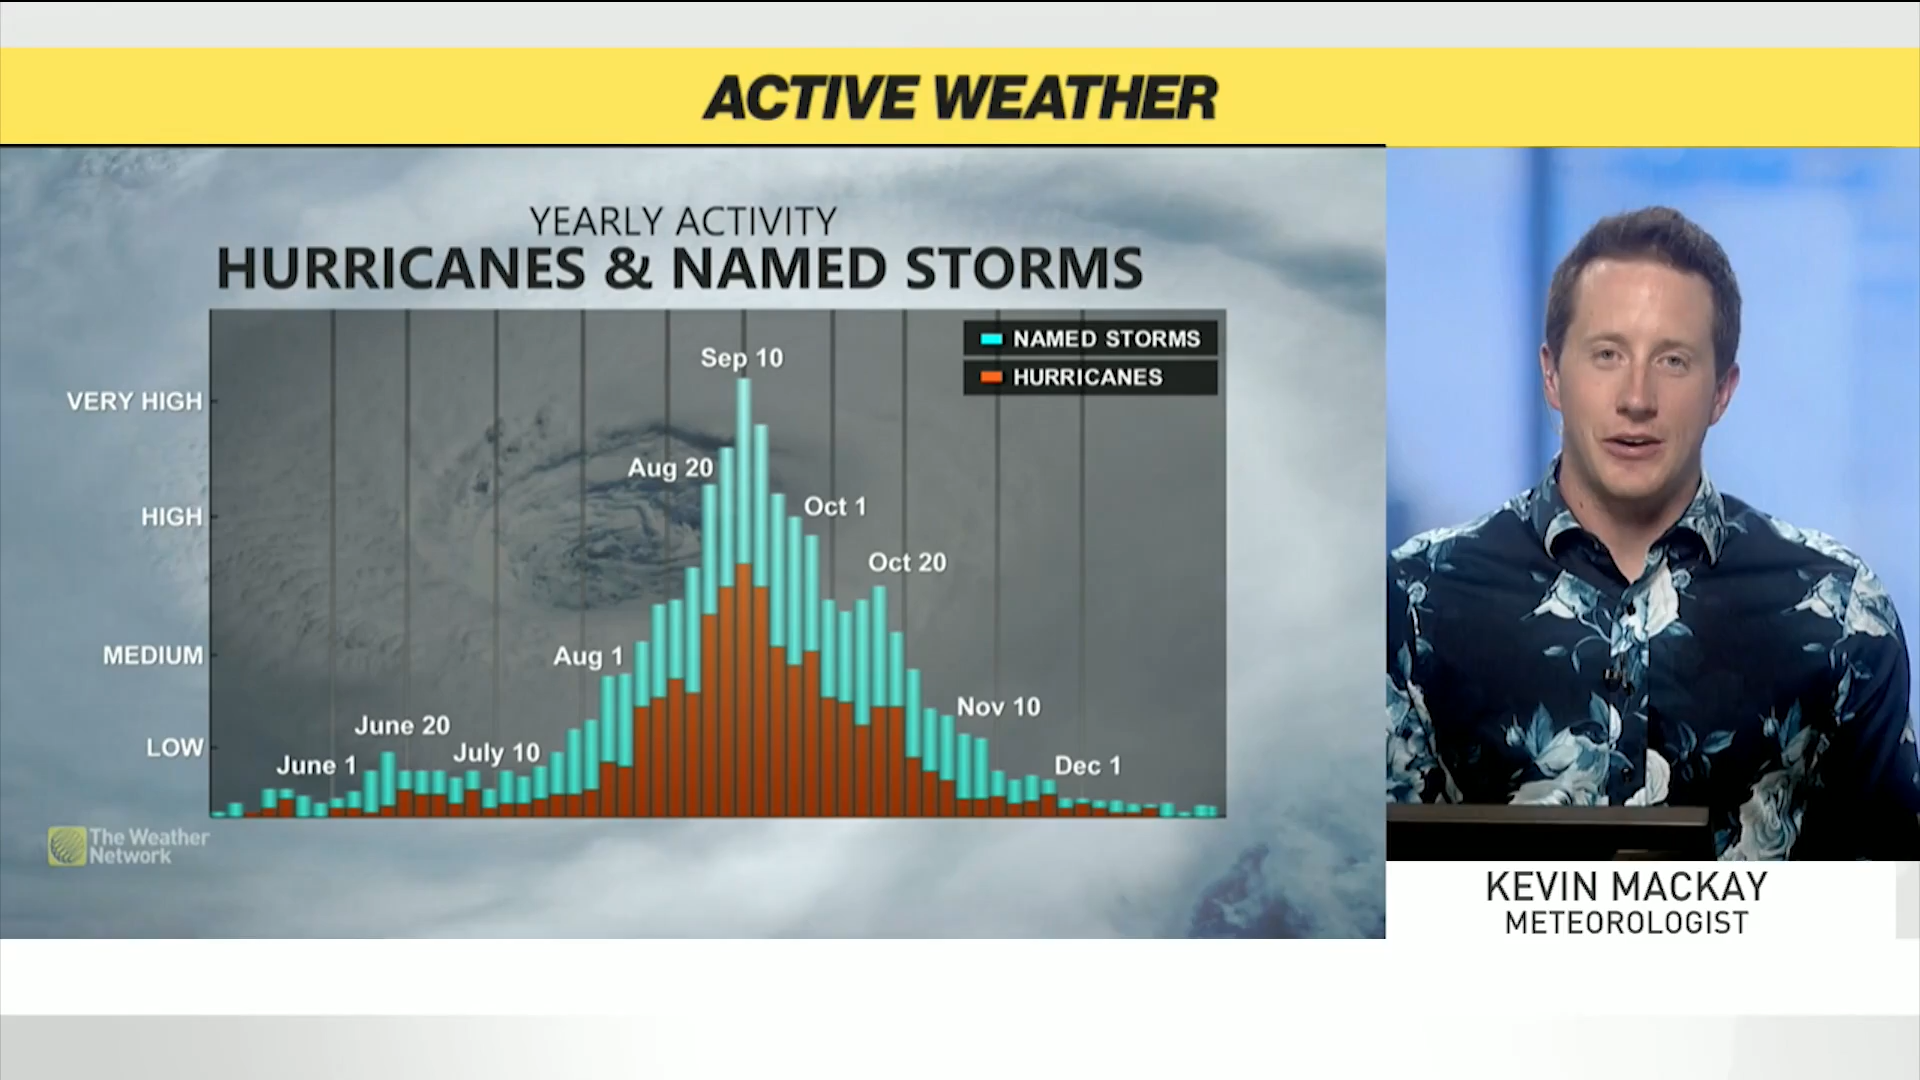 ACTIVE WEATHER
YEARLY ACTIVITY
HURRICANES & NAMED STORMS
NAMED STORMS
HURRICANES
VERY HIGH
HIGH
MEDIUM
LOW
June 1
June 20
July 10
Aug 1
Aug 20
Sep 10
Oct 1
Oct 20
Nov 10
Dec 1
The Weather
Network
KEVIN MACKAY
METEOROLOGIST